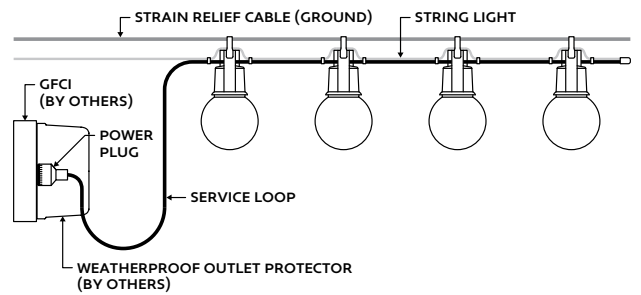 STRAIN RELIEF CABLE (GROUND)
STRING LIGHT
GFCI
(BY OTHERS)
POWER
PLUG
SERVICE LOOP
WEATHERPROOF OUTLET PROTECTOR
(BY OTHERS)